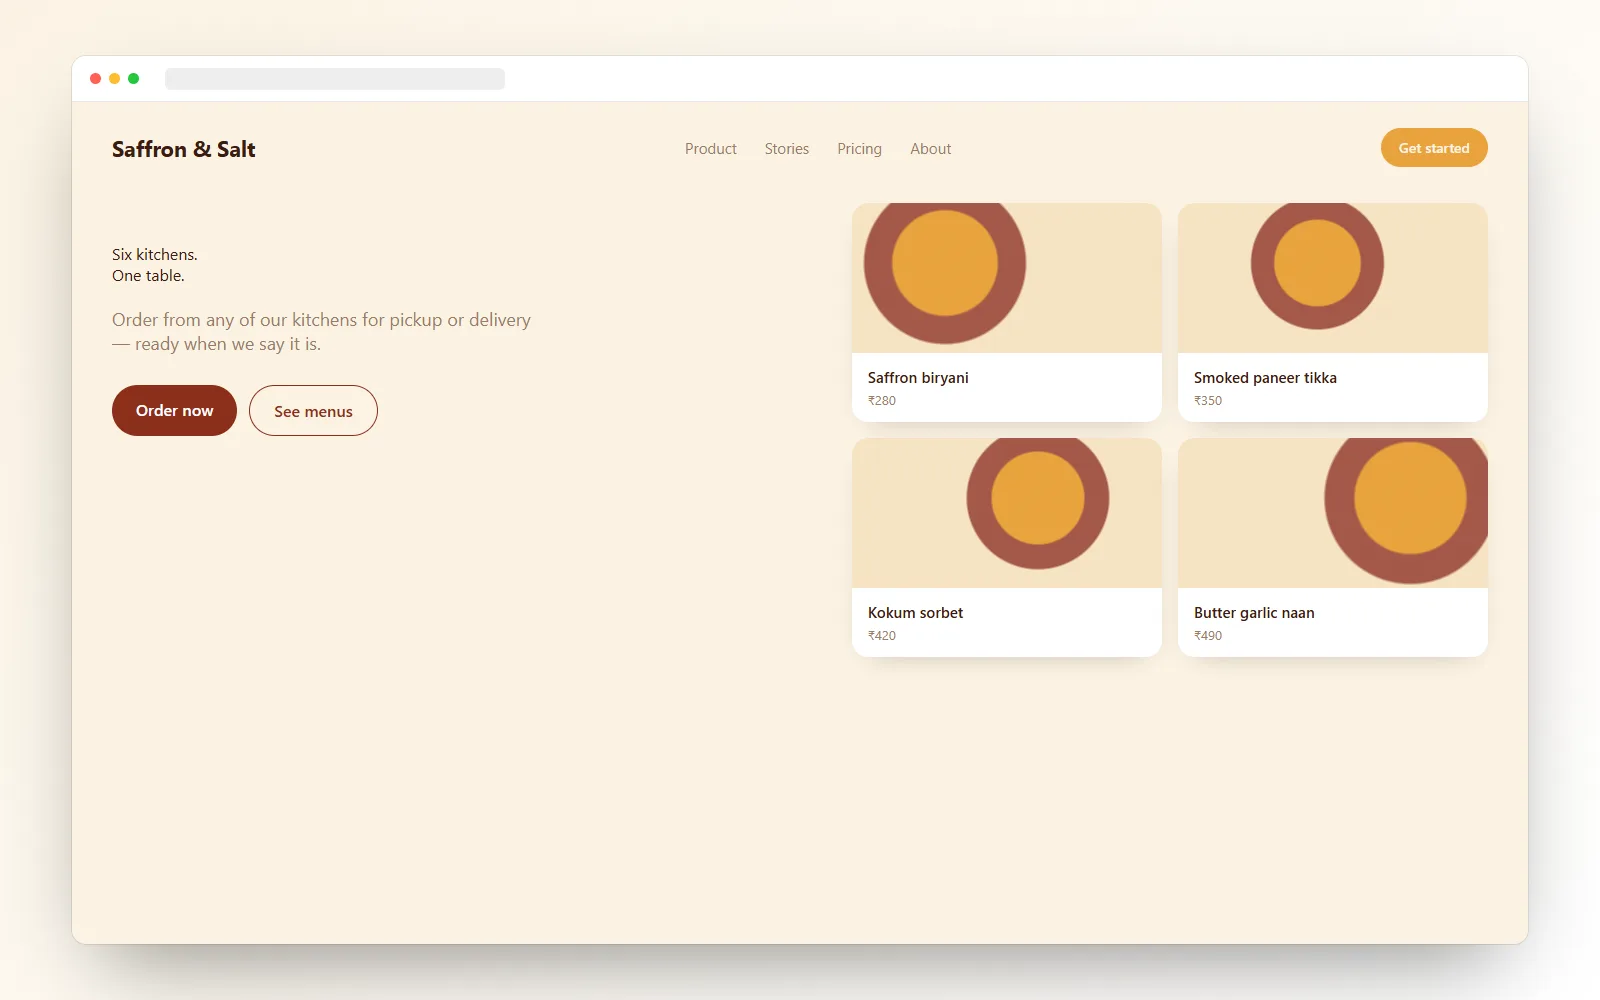 Saffron & Salt
Product
Stories
Pricing
About
Get started
Six kitchens.
One table.
Order from any of our kitchens for pickup or delivery
— ready when we say it is.
Order now
See menus
Saffron biryani
₹280
Smoked paneer tikka
₹350
Kokum sorbet
₹420
Butter garlic naan
₹490